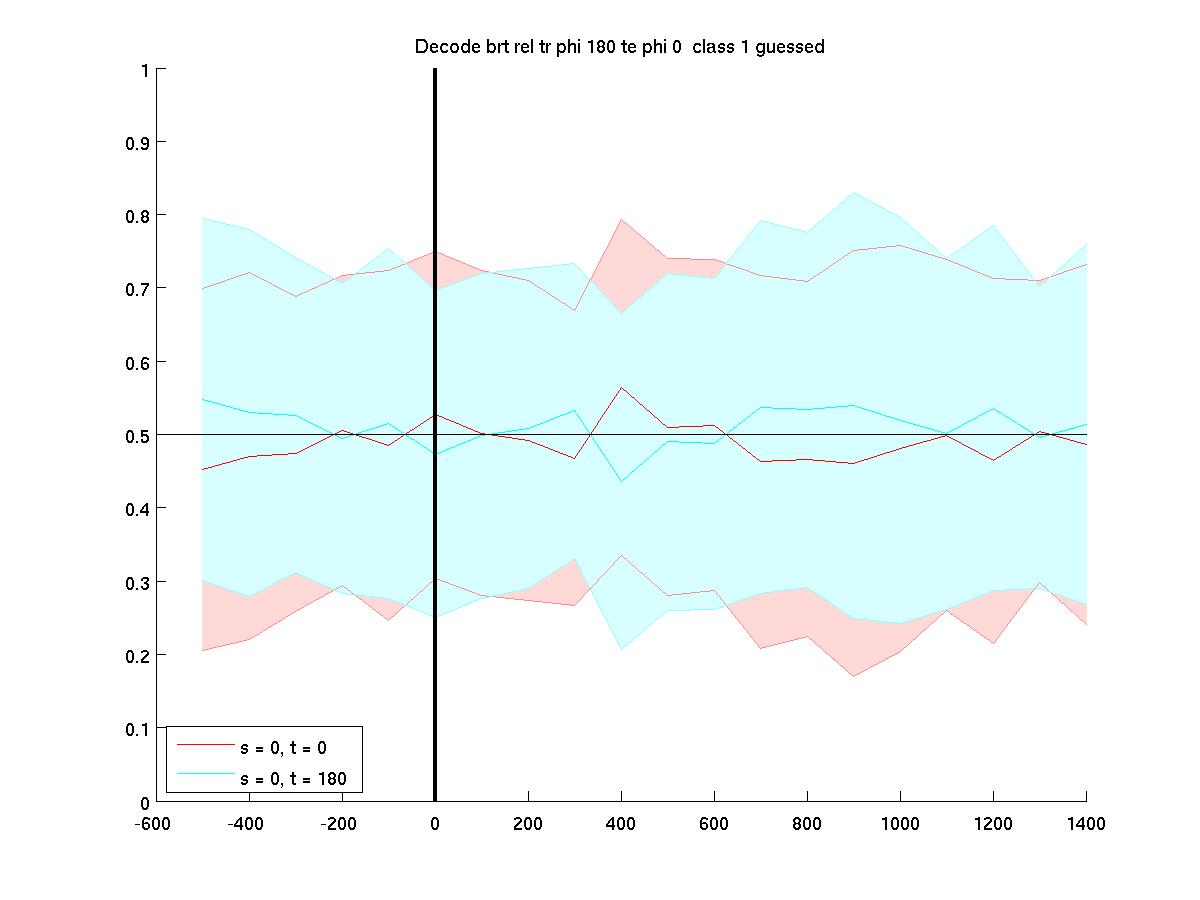 Decode brt rel tr phi 180 te phi 0  class 1 guessed
1
0.9
0.8
0.7
0.6
0.5
0.4
0.3
0.2
0.1
0
s = 0, t = 0
s = 0, t = 180
-600 -400 -200 0 200 400 600 800 1000 1200 1400